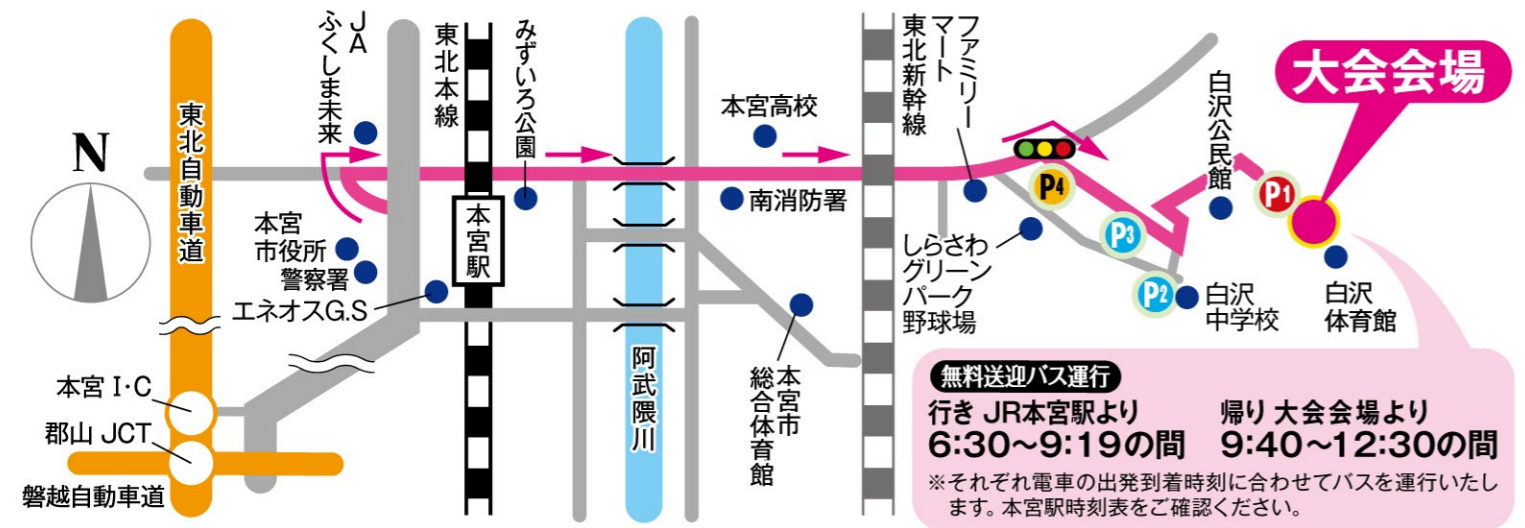 N
東北自動車道
JA
ふくしま未来
東北本線
みずいろ公園
本宮高校
東北新幹線
ファミリー
マート
白沢公民館
大会会場
本宮
市役所
警察署
エネオスG.S
本宮駅
南消防署
P4
P3
P2
P1
しらさわ
グリーン
パーク
野球場
白沢
中学校
白沢
体育館
阿武隈川
本宮市
総合体育館
本宮 I・C
郡山 JCT
磐越自動車道
無料送迎バス運行
行き JR本宮駅より
6:30〜9:19の間
帰り 大会会場より
9:40〜12:30の間
※それぞれ電車の出発到着時刻に合わせてバスを運行いたし
ます。本宮駅時刻表をご確認ください。